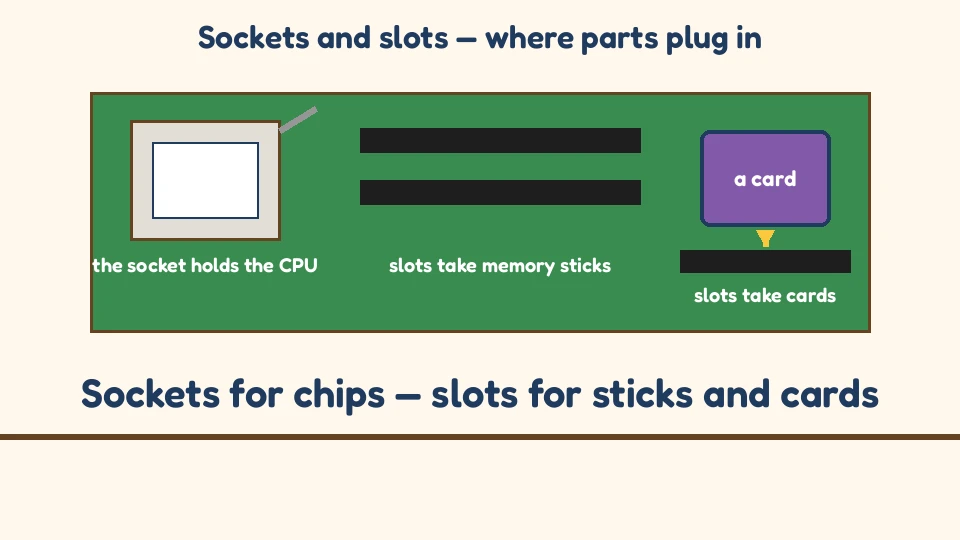 Sockets and slots — where parts plug in
a card
the socket holds the CPU
slots take memory sticks
slots take cards
Sockets for chips — slots for sticks and cards